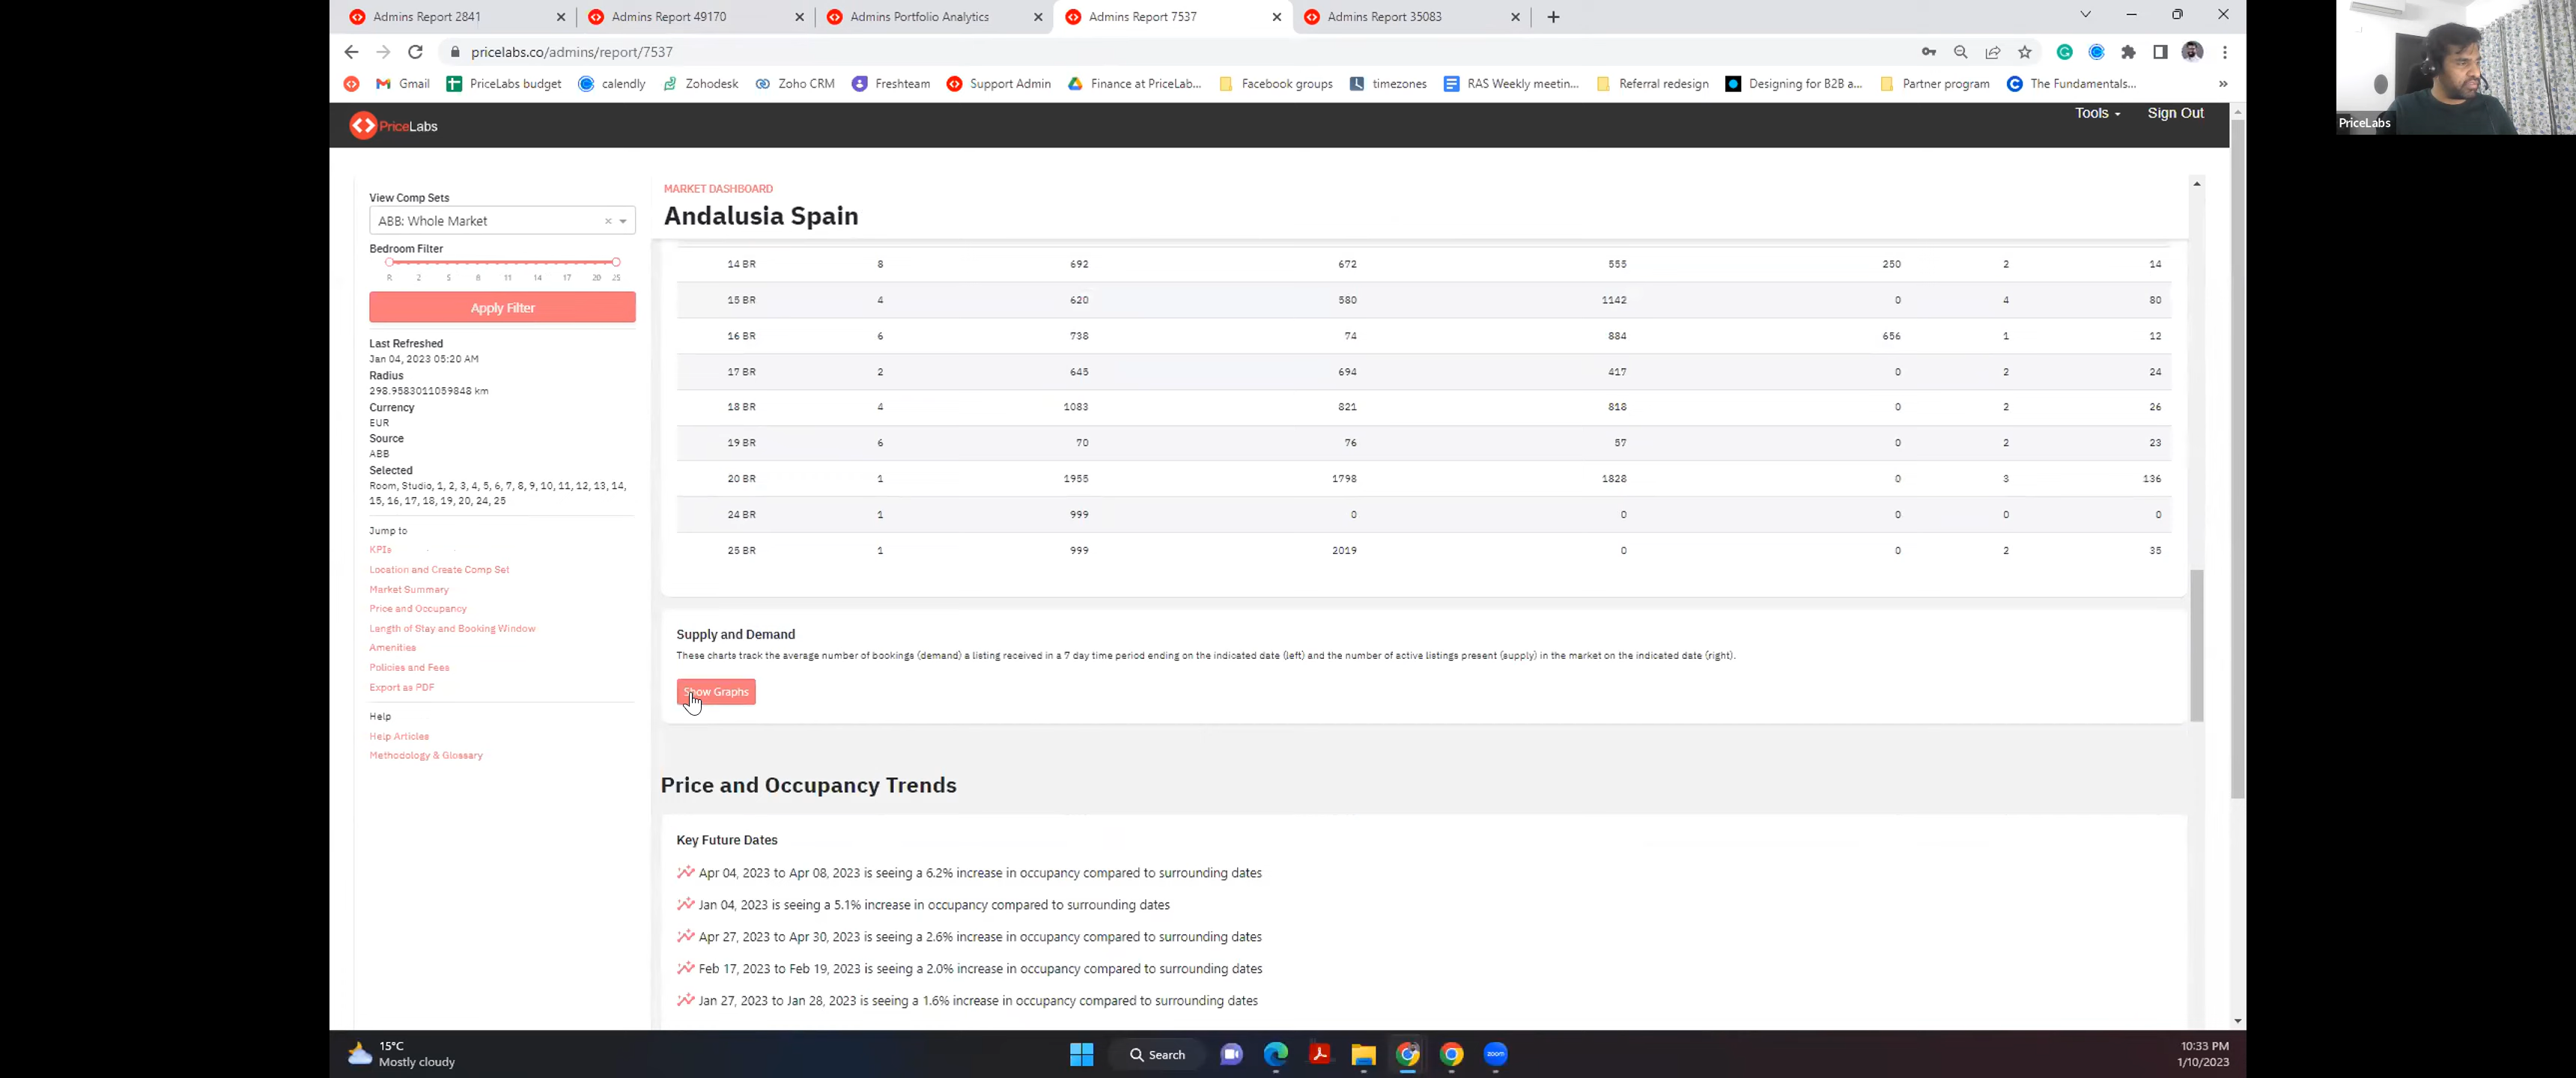 Admins Report 2841
Admins Report 49170
Admins Portfolio Analytics
Admins Report 7537
Admins Report 35083
pricelabs.co/admins/report/7537
Gmail
PriceLabs budget
calendly
Zohodesk
Zoho CRM
Freshteam
Support Admin
Finance at PriceLab...
Facebook groups
timezones
RAS Weekly meetin...
Referral redesign
Designing for B2B a...
Partner program
The Fundamentals...
PriceLabs
PriceLabs
Tools
Sign Out
View Comp Sets
ABB: Whole Market
Bedroom Filter
R 2 5 8 11 14 17 20 25
Apply Filter
Last Refreshed
Jan 04, 2023 05:20 AM
Radius
298.9583011059848 km
Currency
EUR
Source
ABB
Selected
Room, Studio, 1, 2, 3, 4, 5, 6, 7, 8, 9, 10, 11, 12, 13, 14,
15, 16, 17, 18, 19, 20, 24, 25
Jump to
KPIs
Location and Create Comp Set
Market Summary
Price and Occupancy
Length of Stay and Booking Window
Amenities
Policies and Fees
Export as PDF
Help
Help Articles
Methodology & Glossary
MARKET DASHBOARD
Andalusia Spain
14 BR 8 692 672 555 250 2 14
15 BR 4 620 580 1142 0 4 80
16 BR 6 738 74 884 656 1 12
17 BR 2 645 694 417 0 2 24
18 BR 4 1083 821 818 0 2 26
19 BR 6 70 76 57 0 2 23
20 BR 1 1955 1798 1828 0 3 136
24 BR 1 999 0 0 0 0 0
25 BR 1 999 2019 0 0 2 35
Supply and Demand
These charts track the average number of bookings (demand) a listing received in a 7 day time period ending on the indicated date (left) and the number of active listings present (supply) in the market on the indicated date (right).
Show Graphs
Price and Occupancy Trends
Key Future Dates
Apr 04, 2023 to Apr 08, 2023 is seeing a 6.2% increase in occupancy compared to surrounding dates
Jan 04, 2023 is seeing a 5.1% increase in occupancy compared to surrounding dates
Apr 27, 2023 to Apr 30, 2023 is seeing a 2.6% increase in occupancy compared to surrounding dates
Feb 17, 2023 to Feb 19, 2023 is seeing a 2.0% increase in occupancy compared to surrounding dates
Jan 27, 2023 to Jan 28, 2023 is seeing a 1.6% increase in occupancy compared to surrounding dates
15°C
Mostly cloudy
Search
zoom
10:33 PM
1/10/2023